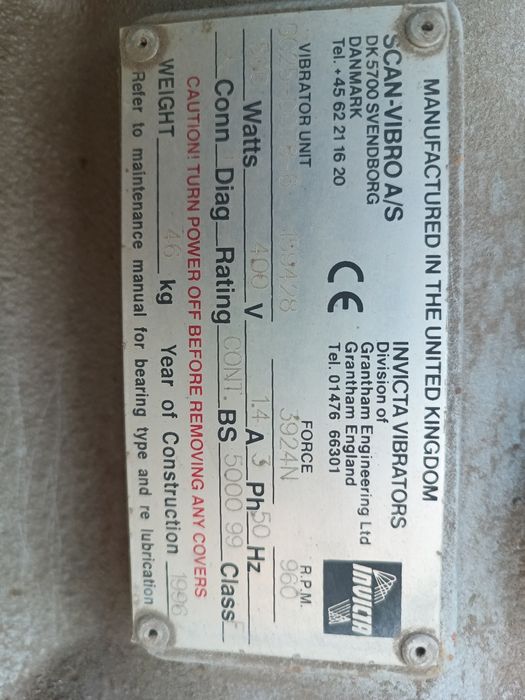 MANUFACTURED IN THE UNITED KINGDOM
SCAN-VIBRO A/S
DK 5700 SVENDBORG
DANMARK
Tel. +45 62 21 16 20
CE
INVICTA VIBRATORS
Division of
Grantham Engineering Ltd
Grantham England
Tel. 01476 66301
INVICTA
VIBRATOR UNIT FORCE R.P.M.
3924N 960
Watts 400 V 1.4 A 3 Ph 50 Hz
Conn Diag Rating CONT. BS 5000 99 Class F
CAUTION! TURN POWER OFF BEFORE REMOVING ANY COVERS
WEIGHT 46 kg Year of Construction 1996
Refer to maintenance manual for bearing type and re lubrication